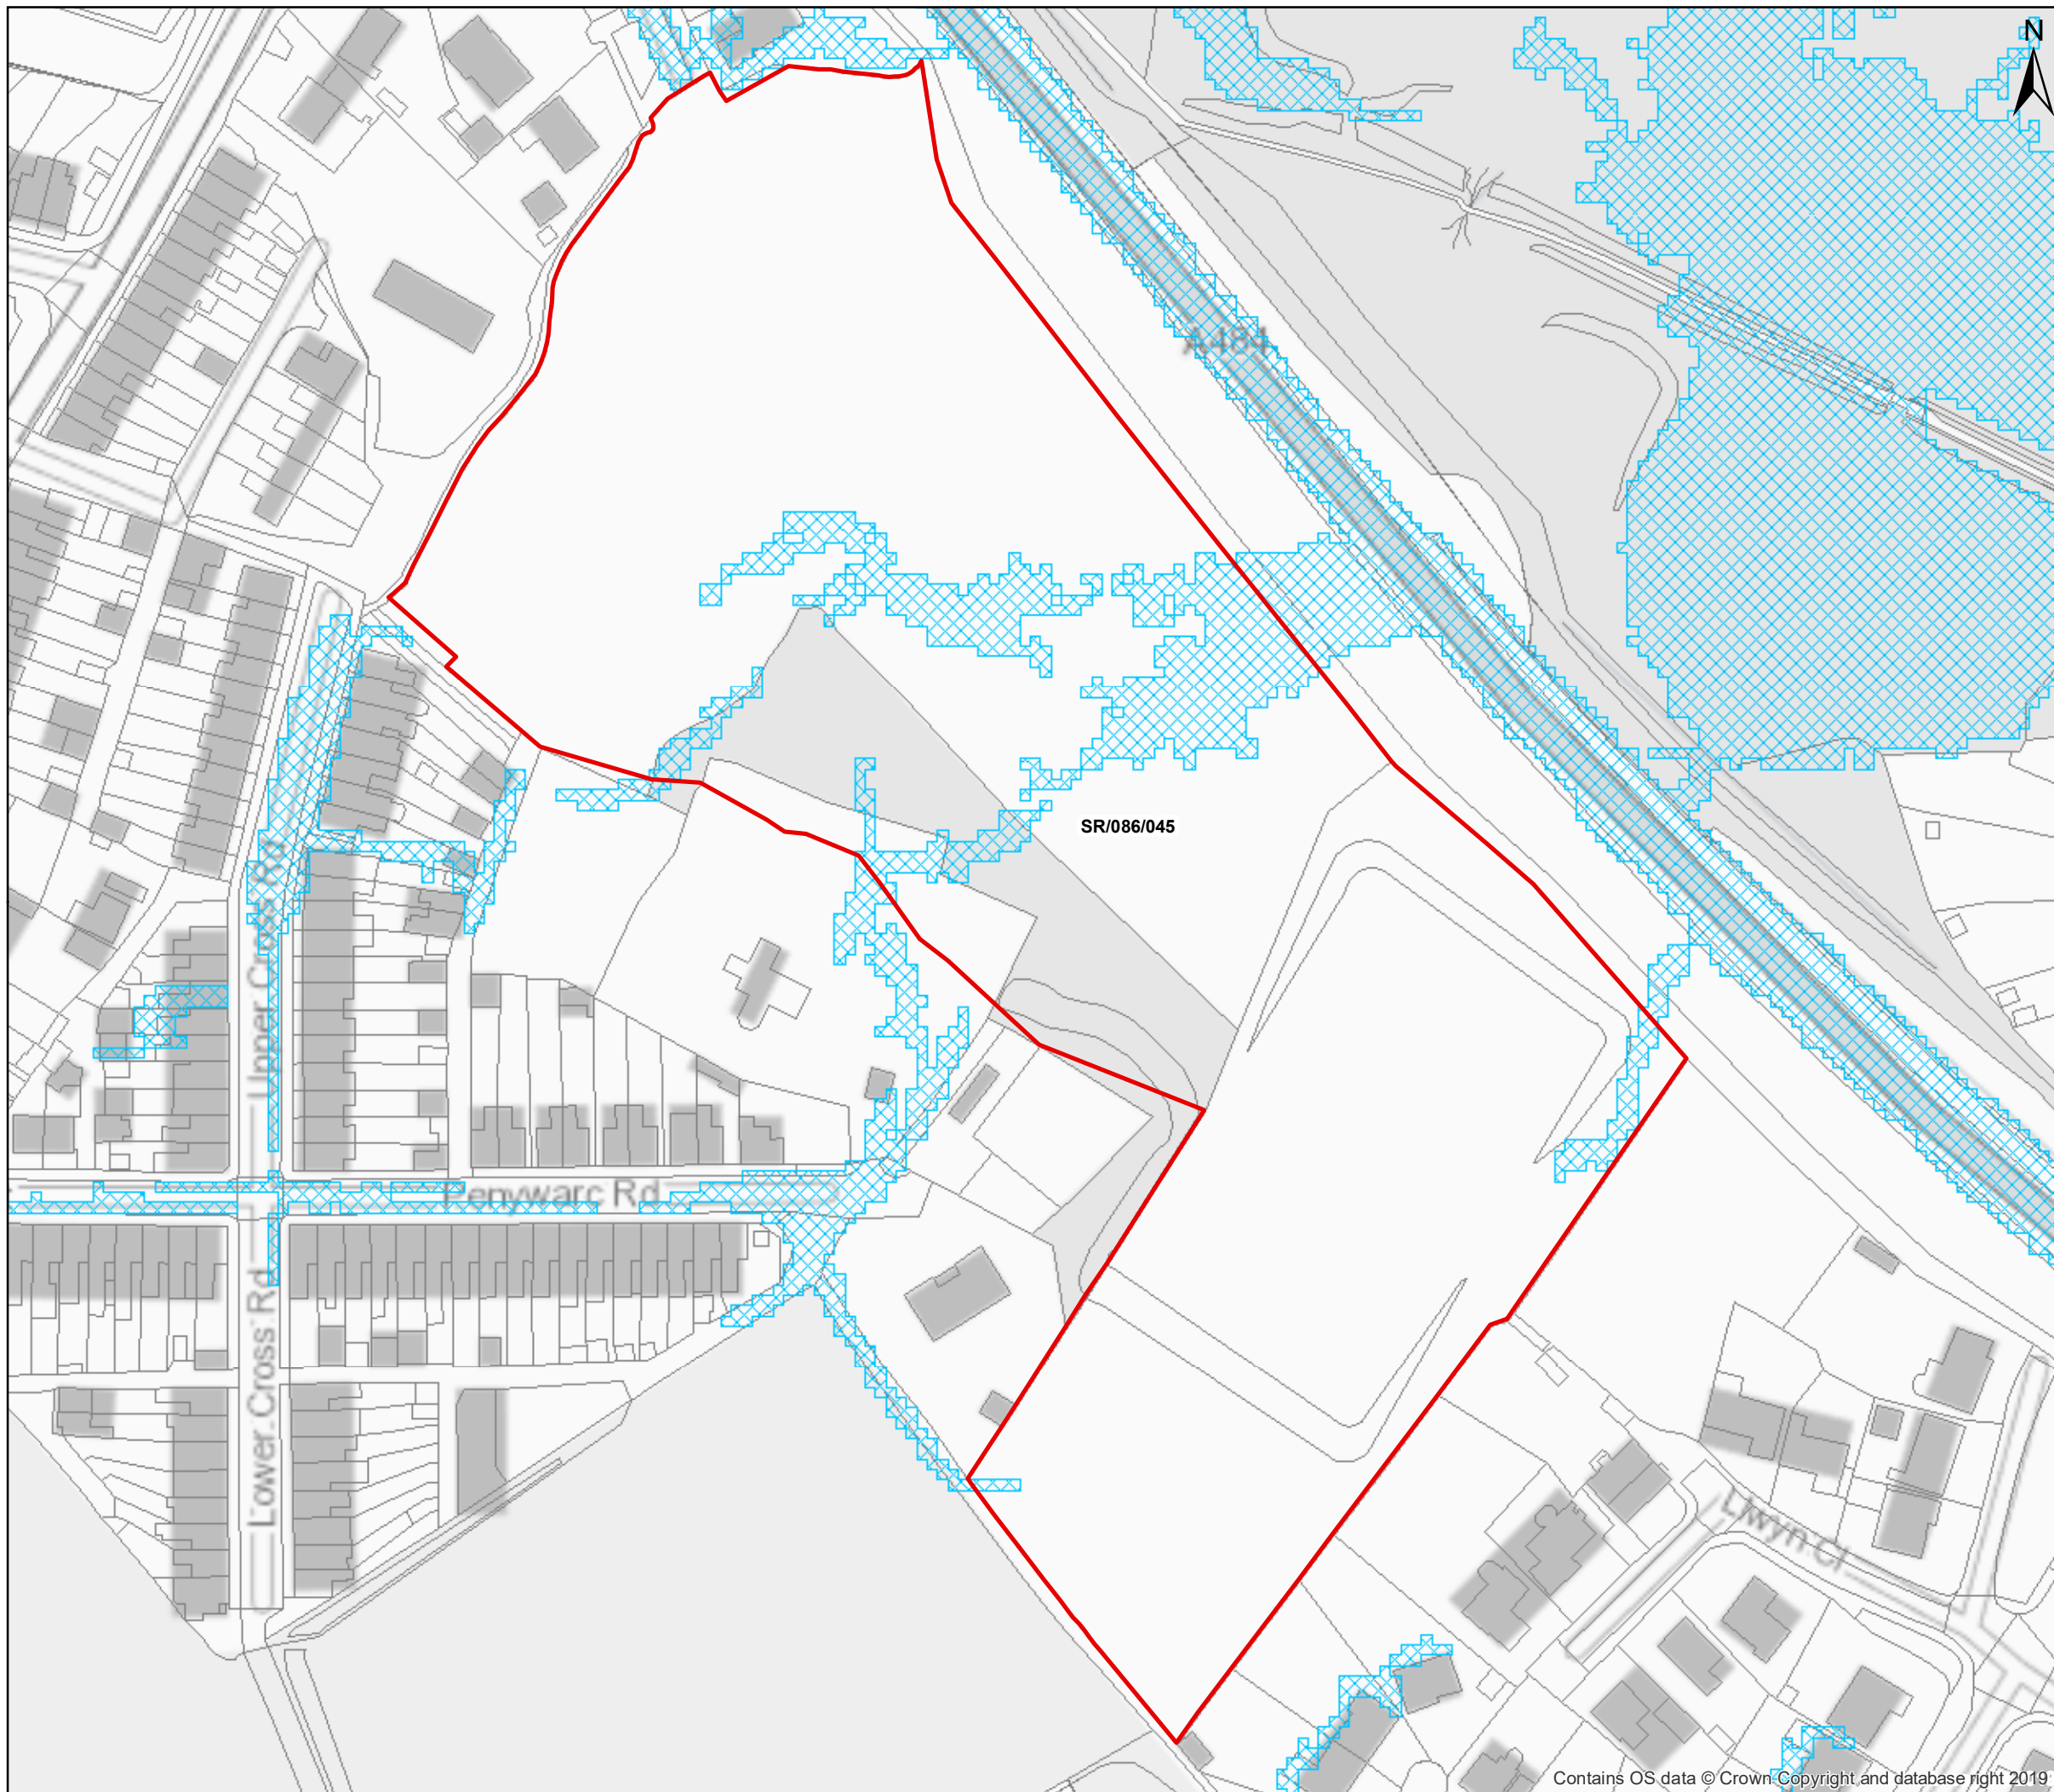 N
A484
SR/086/045
Upper Cross Rd
Penywarc Rd
Lower Cross Rd
Llwyn Cl
Contains OS data © Crown Copyright and database right 2019